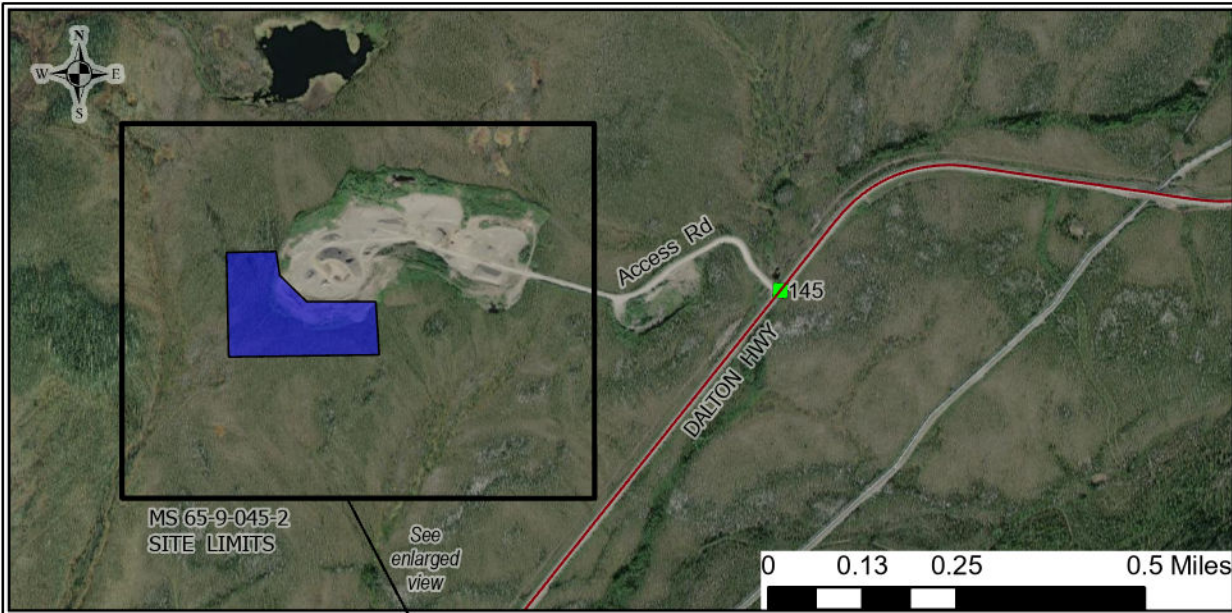 N
W E
S
Access Rd
145
DALTON HWY
MS 65-9-045-2
SITE LIMITS
See
enlarged
view
0 0.13 0.25 0.5 Miles